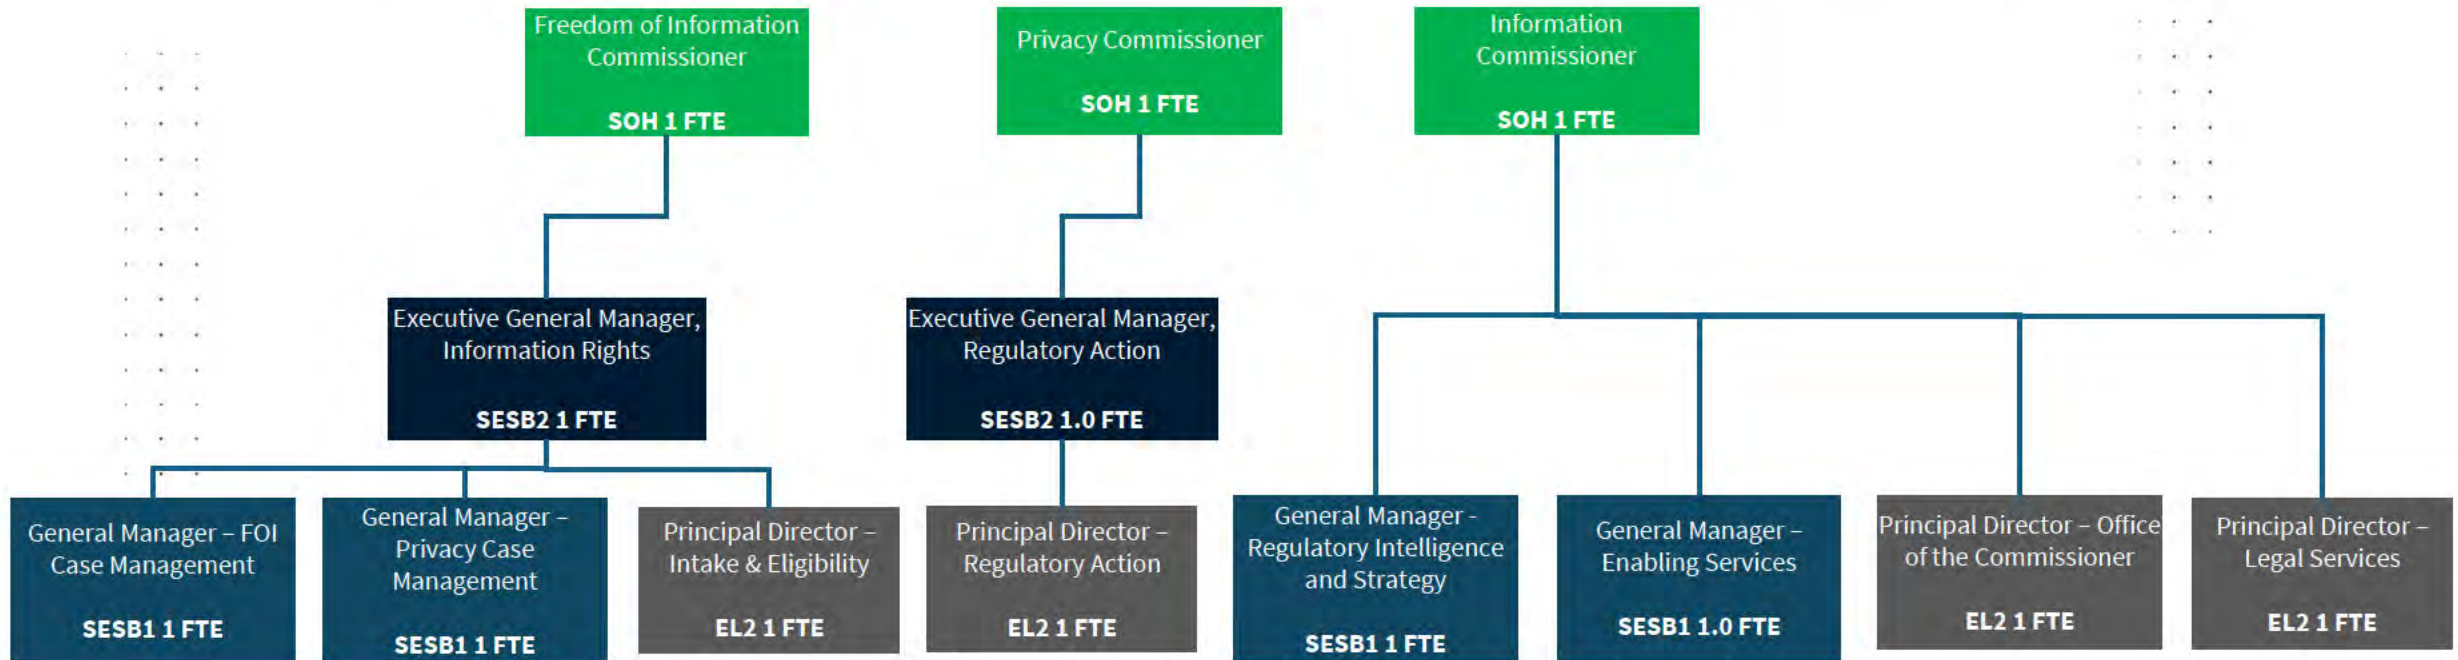 Freedom of Information
Commissioner
SOH 1 FTE
Privacy Commissioner
SOH 1 FTE
Information
Commissioner
SOH 1 FTE
Executive General Manager,
Information Rights
SESB2 1 FTE
Executive General Manager,
Regulatory Action
SESB2 1.0 FTE
General Manager – FOI
Case Management
SESB1 1 FTE
General Manager –
Privacy Case
Management
SESB1 1 FTE
Principal Director –
Intake & Eligibility
EL2 1 FTE
Principal Director –
Regulatory Action
EL2 1 FTE
General Manager -
Regulatory Intelligence
and Strategy
SESB1 1 FTE
General Manager –
Enabling Services
SESB1 1.0 FTE
Principal Director – Office
of the Commissioner
EL2 1 FTE
Principal Director –
Legal Services
EL2 1 FTE